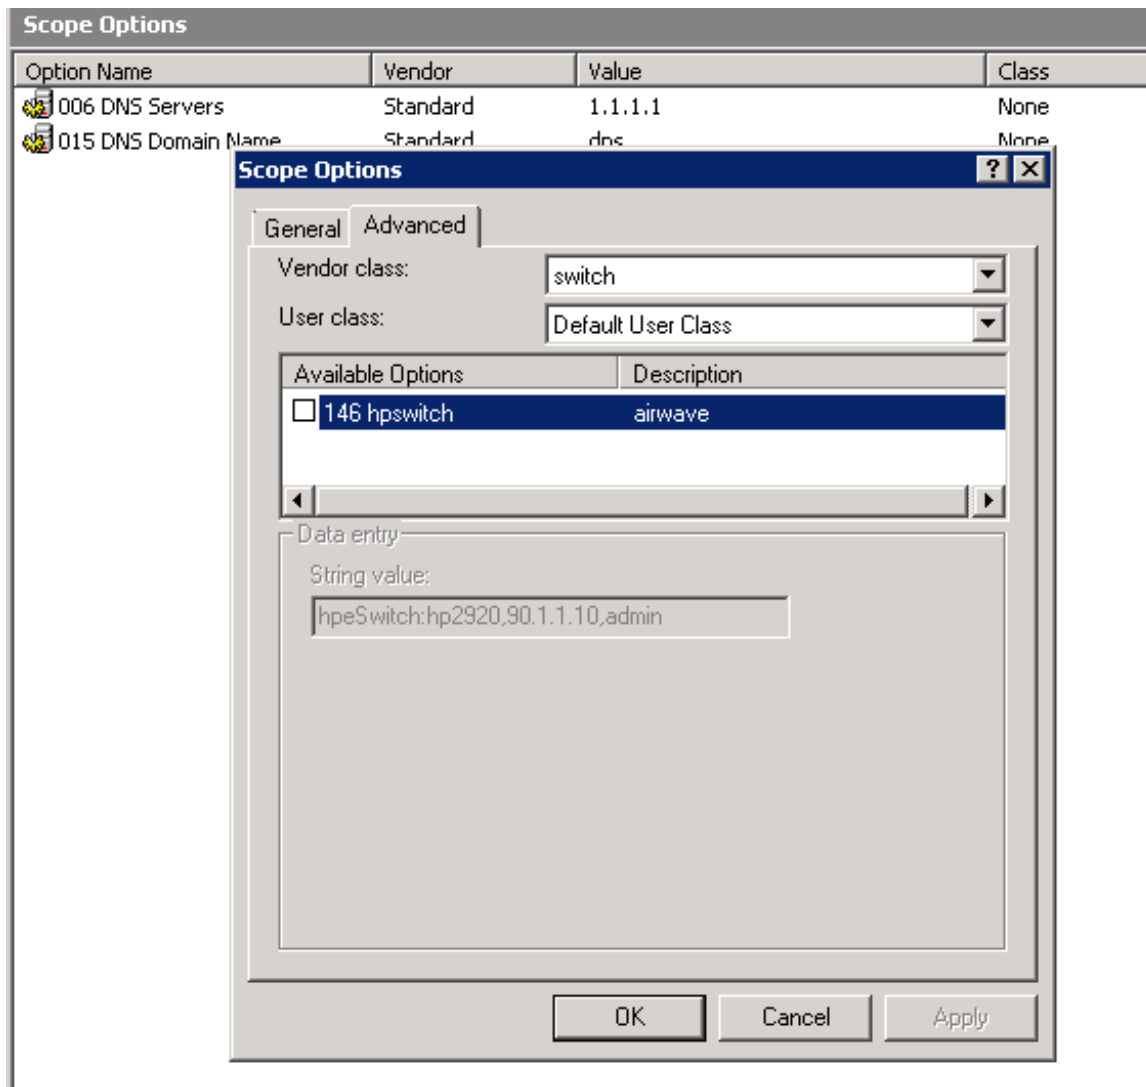 Scope Options
Option Name Vendor Value Class
006 DNS Servers Standard 1.1.1.1 None
015 DNS Domain Name Standard dns None
Scope Options
General Advanced
Vendor class: switch
User class: Default User Class
Available Options Description
146 hpswitch airwave
Data entry
String value:
hpeSwitch:hp2920,90.1.1.10,admin
OK Cancel Apply